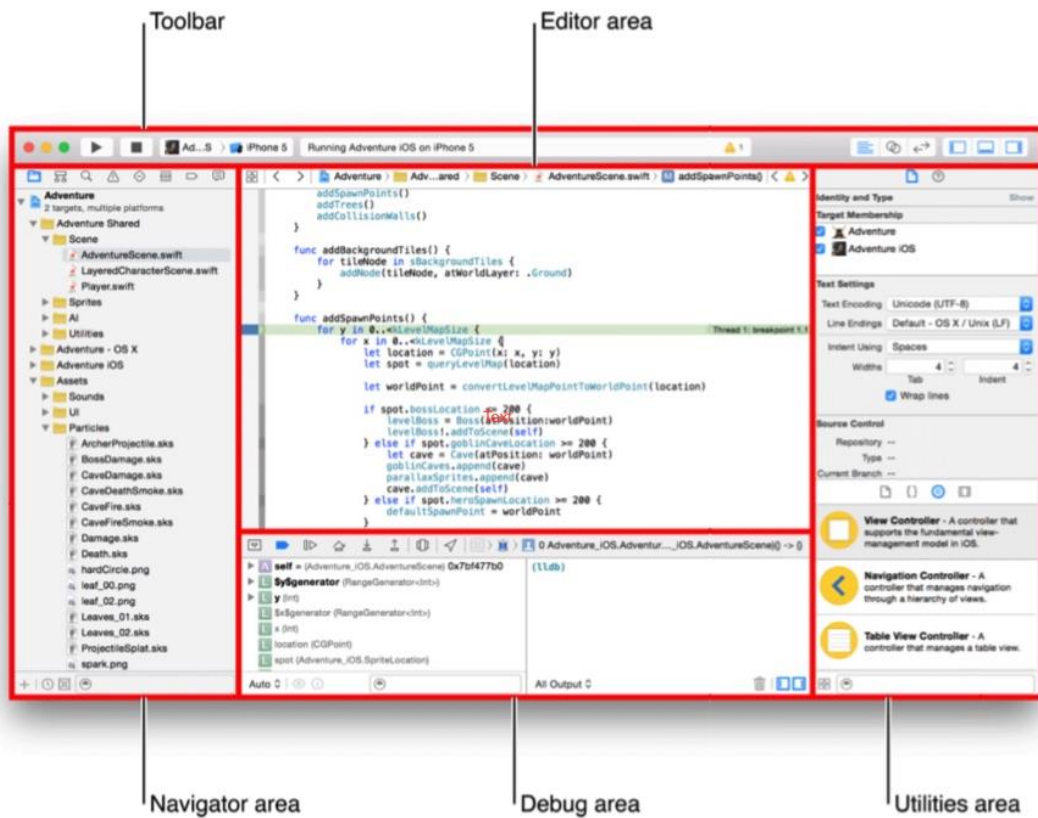 Toolbar
Editor area
Ad...S
iPhone 5
Running Adventure iOS on iPhone 5
1
Adventure
2 targets, multiple platforms
Adventure Shared
Scene
AdventureScene.swift
LayeredCharacterScene.swift
Player.swift
Sprites
AI
Utilities
Adventure - OS X
Adventure iOS
Assets
Sounds
UI
Particles
ArcherProjectile.sks
BossDamage.sks
CaveDamage.sks
CaveDeathSmoke.sks
CaveFire.sks
CaveFireSmoke.sks
Damage.sks
Death.sks
hardCircle.png
leaf_00.png
leaf_02.png
Leaves_01.sks
Leaves_02.sks
ProjectileSplat.sks
spark.png
Adventure
Adv...ared
Scene
AdventureScene.swift
addSpawnPoints()
addSpawnPoints()
addTrees()
addCollisionWalls()
}
func addBackgroundTiles() {
for tileNode in sBackgroundTiles {
addNode(tileNode, atWorldLayer: .Ground)
}
}
func addSpawnPoints() {
for y in 0..<kLevelMapSize {
Thread 1: breakpoint 1.1
for x in 0..<kLevelMapSize {
let location = CGPoint(x: x, y: y)
let spot = queryLevelMap(location)
let worldPoint = convertLevelMapPointToWorldPoint(location)
if spot.bossLocation <= 200 {
Text
levelBoss = Boss(atPosition:worldPoint)
levelBoss!.addToScene(self)
} else if spot.goblinCaveLocation >= 200 {
let cave = Cave(atPosition: worldPoint)
goblinCaves.append(cave)
parallaxSprites.append(cave)
cave.addToScene(self)
} else if spot.heroSpawnLocation >= 200 {
defaultSpawnPoint = worldPoint
}
0 Adventure_iOS.Adventur..._iOS.AdventureScene)() -> ()
A self = (Adventure_iOS.AdventureScene) 0x7bf477b0
L $y$generator (RangeGenerator<Int>)
L y (Int)
L $x$generator (RangeGenerator<Int>)
L x (Int)
L location (CGPoint)
L spot (Adventure_iOS.SpriteLocation)
Auto
(lldb)
All Output
Identity and Type
Show
Target Membership
Adventure
Adventure iOS
Text Settings
Text Encoding Unicode (UTF-8)
Line Endings Default - OS X / Unix (LF)
Indent Using Spaces
Widths 4 4
Tab Indent
Wrap lines
Source Control
Repository --
Type --
Current Branch --
View Controller - A controller that
supports the fundamental view-
management model in iOS.
Navigation Controller - A
controller that manages navigation
through a hierarchy of views.
Table View Controller - A
controller that manages a table view.
Navigator area
Debug area
Utilities area